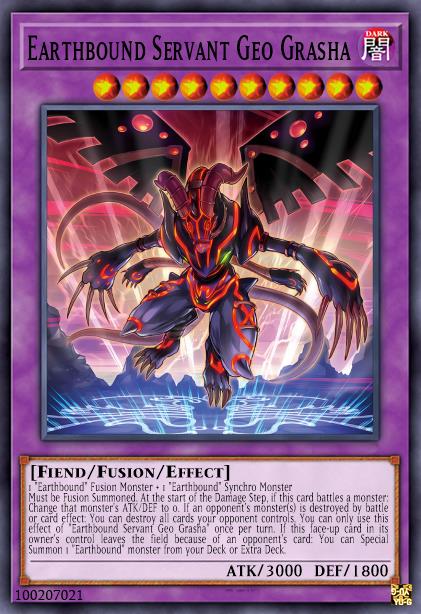 EARTHBOUND SERVANT GEO GRASHA
DARK
闇
[FIEND/FUSION/EFFECT]
1 "Earthbound" Fusion Monster + 1 "Earthbound" Synchro Monster
Must be Fusion Summoned. At the start of the Damage Step, if this card battles a monster:
Change that monster's ATK/DEF to 0. If an opponent's monster(s) is destroyed by battle
or card effect: You can destroy all cards your opponent controls. You can only use this
effect of "Earthbound Servant Geo Grasha" once per turn. If this face-up card in its
owner's control leaves the field because of an opponent's card: You can Special
Summon 1 "Earthbound" monster from your Deck or Extra Deck.
ATK/3000 DEF/1800
100207021